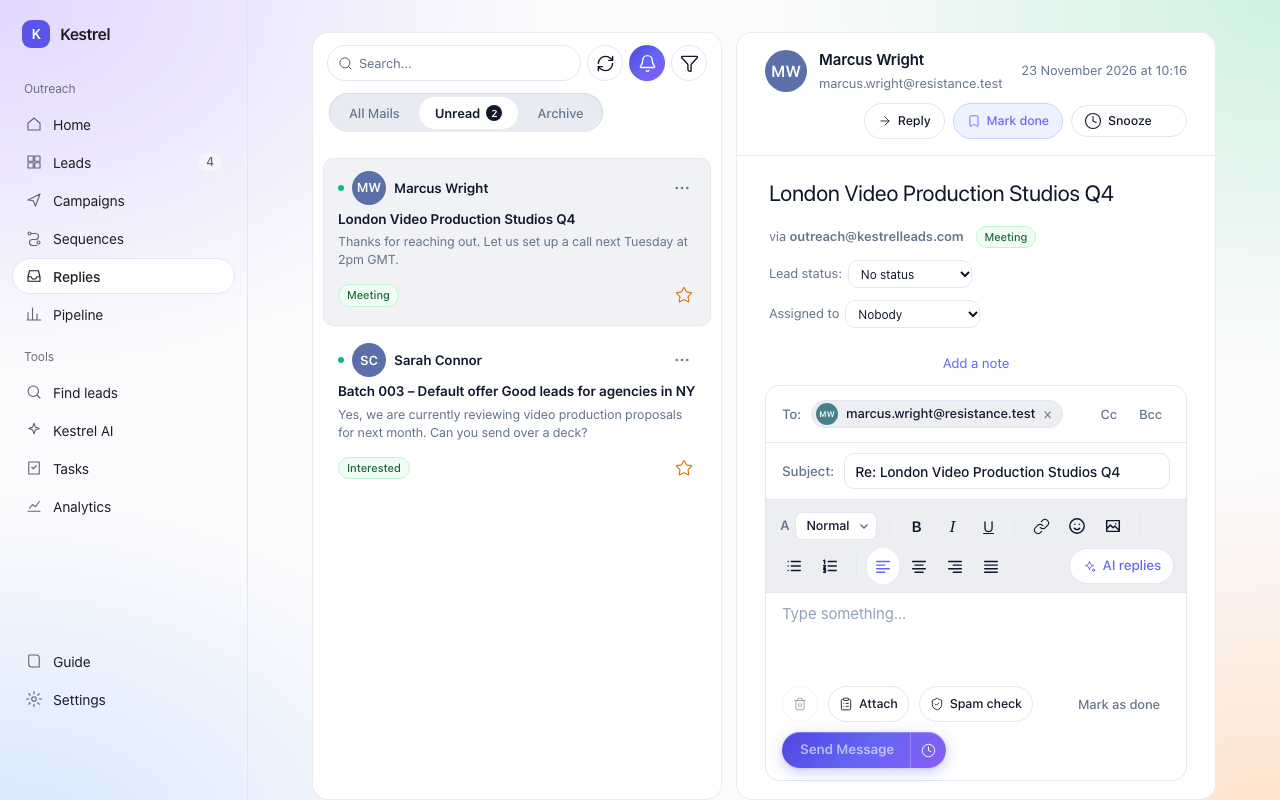 K Kestrel
Outreach
Home
Leads 4
Campaigns
Sequences
Replies
Pipeline
Tools
Find leads
Kestrel AI
Tasks
Analytics
Guide
Settings
Search...
All Mails Unread 2 Archive
MW Marcus Wright
London Video Production Studios Q4
Thanks for reaching out. Let us set up a call next Tuesday at
2pm GMT.
Meeting
SC Sarah Connor
Batch 003 – Default offer Good leads for agencies in NY
Yes, we are currently reviewing video production proposals
for next month. Can you send over a deck?
Interested
MW Marcus Wright
marcus.wright@resistance.test
23 November 2026 at 10:16
Reply Mark done Snooze
London Video Production Studios Q4
via outreach@kestrelleads.com Meeting
Lead status: No status
Assigned to Nobody
Add a note
To: MW marcus.wright@resistance.test × Cc Bcc
Subject: Re: London Video Production Studios Q4
A Normal B I U
AI replies
Type something...
Attach Spam check Mark as done
Send Message